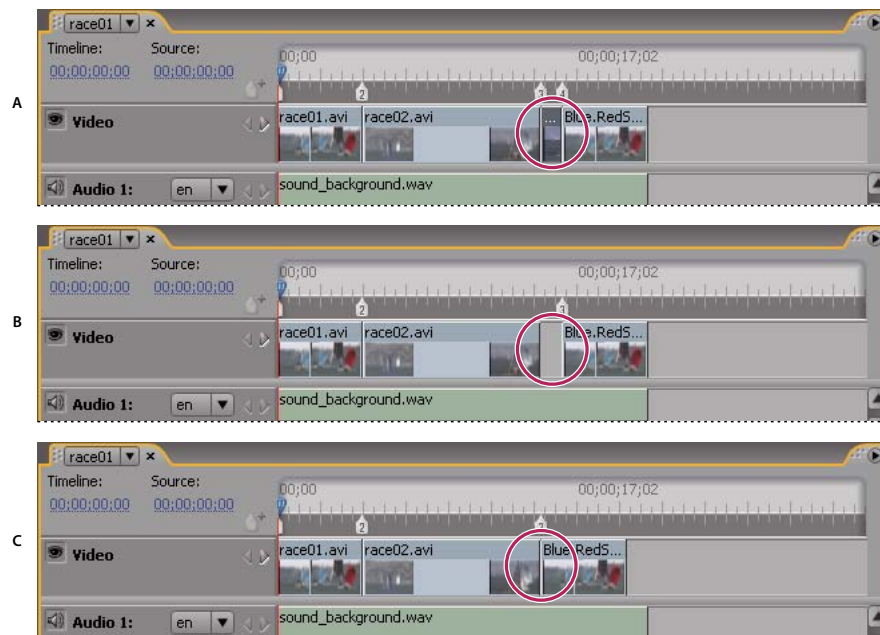 race01
Timeline: Source:
00;00;00;00 00;00;00;00
00;00 00;00;17;02
2 3 4
A
Video
race01.avi race02.avi ... Blue.RedS...
Audio 1: en sound_background.wav
race01
Timeline: Source:
00;00;00;00 00;00;00;00
00;00 00;00;17;02
2 3
B
Video
race01.avi race02.avi Blue.RedS...
Audio 1: en sound_background.wav
race01
Timeline: Source:
00;00;00;00 00;00;00;00
00;00 00;00;17;02
2 3
C
Video
race01.avi race02.avi Blue.RedS...
Audio 1: en sound_background.wav